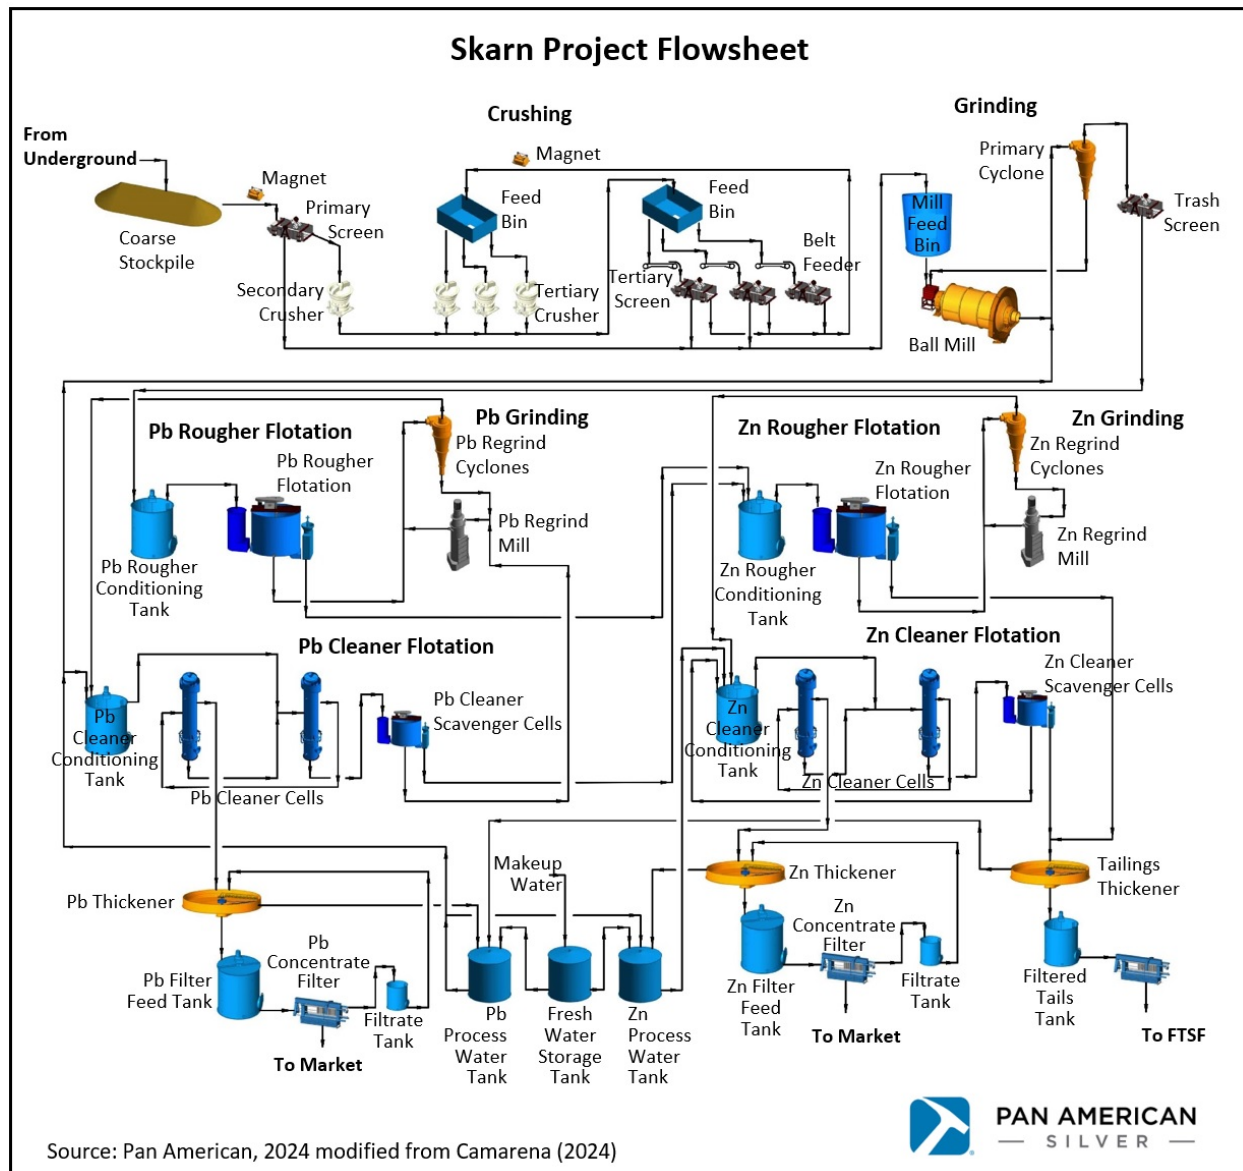 Skarn Project Flowsheet
Crushing
Grinding
From
Underground
Magnet
Magnet
Primary
Cyclone
Coarse
Stockpile
Primary
Screen
Feed
Bin
Feed
Bin
Mill
Feed
Bin
Trash
Screen
Secondary
Crusher
Tertiary
Crusher
Tertiary
Screen
Belt
Feeder
Ball Mill
Pb Rougher Flotation
Pb Grinding
Zn Rougher Flotation
Zn Grinding
Pb Rougher
Flotation
Pb Regrind
Cyclones
Zn Rougher
Flotation
Zn Regrind
Cyclones
Pb Rougher
Conditioning
Tank
Pb Regrind
Mill
Zn Rougher
Conditioning
Tank
Zn Regrind
Mill
Pb Cleaner Flotation
Zn Cleaner Flotation
Pb
Cleaner
Conditioning
Tank
Pb Cleaner Cells
Pb Cleaner
Scavenger Cells
Zn
Cleaner
Conditioning
Tank
Zn Cleaner Cells
Zn Cleaner
Scavenger Cells
Pb Thickener
Makeup
Water
Zn Thickener
Tailings
Thickener
Pb Filter
Feed Tank
Pb
Concentrate
Filter
Filtrate
Tank
To Market
Pb
Process
Water
Tank
Fresh
Water
Storage
Tank
Zn
Process
Water
Tank
Zn Filter
Feed
Tank
Zn
Concentrate
Filter
Filtrate
Tank
To Market
Filtered
Tails
Tank
To FTSF
Source: Pan American, 2024 modified from Camarena (2024)
PAN AMERICAN
SILVER